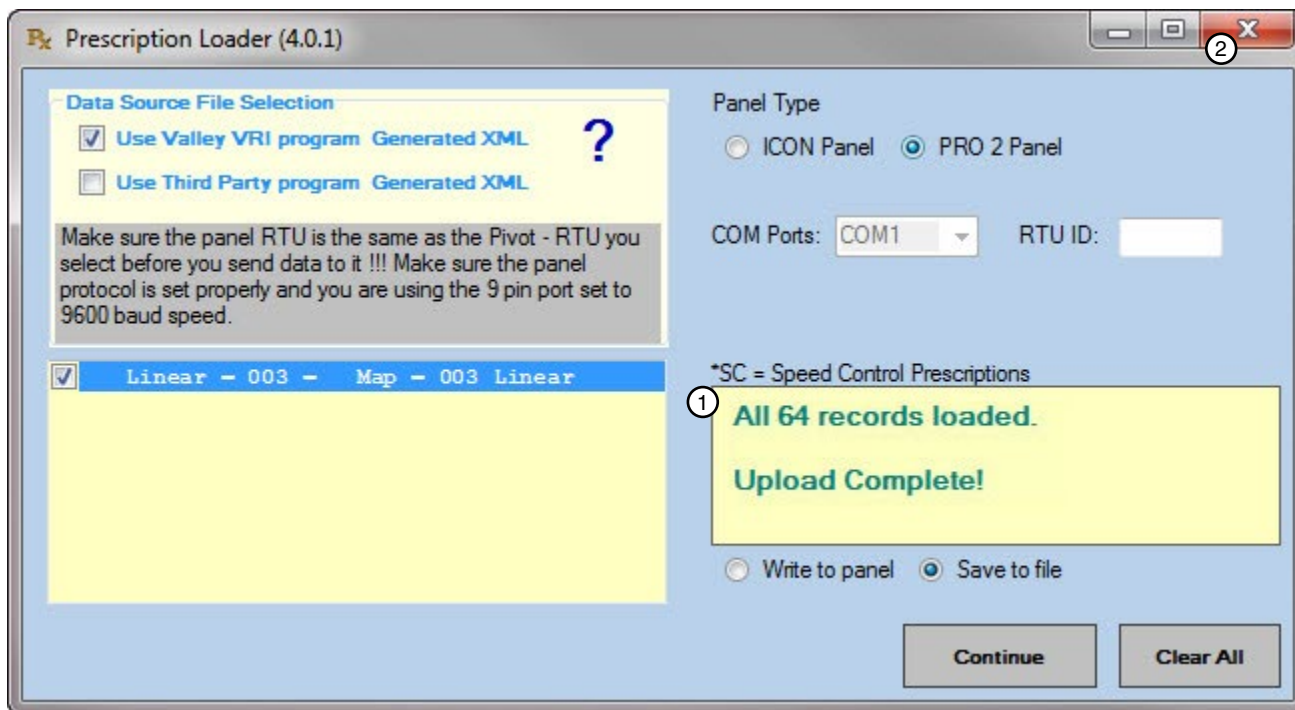 Rx Prescription Loader (4.0.1)
2
Data Source File Selection
Use Valley VRI program Generated XML
?
Use Third Party program Generated XML
Make sure the panel RTU is the same as the Pivot - RTU you
select before you send data to it !!! Make sure the panel
protocol is set properly and you are using the 9 pin port set to
9600 baud speed.
Linear - 003 - Map - 003 Linear
Panel Type
ICON Panel PRO 2 Panel
COM Ports: COM1 RTU ID:
*SC = Speed Control Prescriptions
1
All 64 records loaded.
Upload Complete!
Write to panel Save to file
Continue Clear All